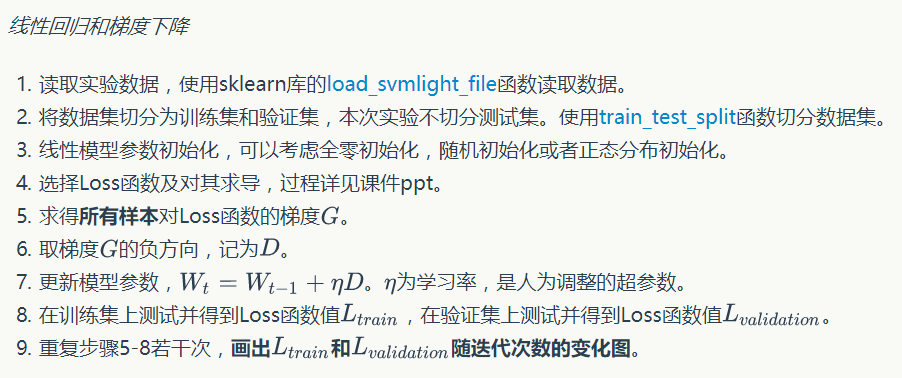 线性回归和梯度下降
1. 读取实验数据，使用sklearn库的load_svmlight_file函数读取数据。
2. 将数据集切分为训练集和验证集，本次实验不切分测试集。使用train_test_split函数切分数据集。
3. 线性模型参数初始化，可以考虑全零初始化，随机初始化或者正态分布初始化。
4. 选择Loss函数及对其求导，过程详见课件ppt。
5. 求得所有样本对Loss函数的梯度G。
6. 取梯度G的负方向，记为D。
7. 更新模型参数，W_t = W_{t−1} + ηD。η为学习率，是人为调整的超参数。
8. 在训练集上测试并得到Loss函数值L_{train}，在验证集上测试并得到Loss函数值L_{validation}。
9. 重复步骤5-8若干次，画出L_{train}和L_{validation}随迭代次数的变化图。